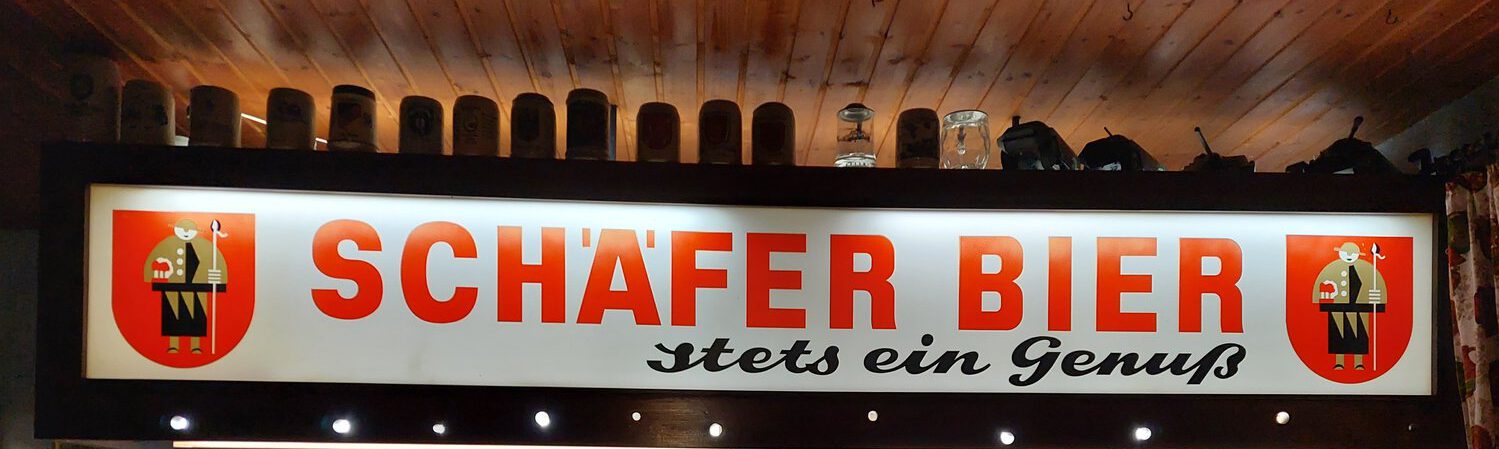 SCHÄFER BIER
stets ein Genuß